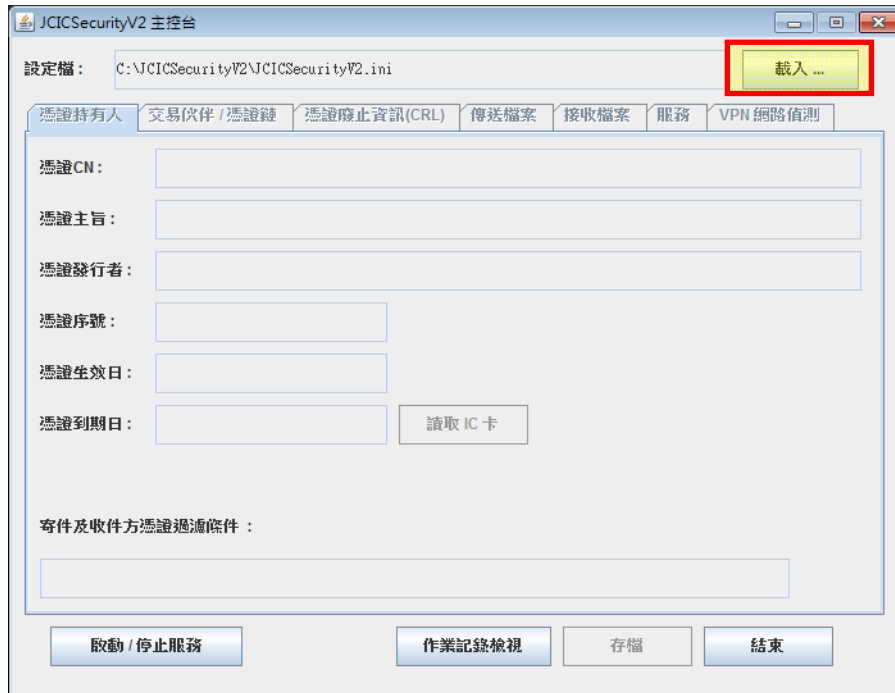 JCICSecurityV2 主控台
設定檔： C:\JCICSecurityV2\JCICSecurityV2.ini 載入 ...
憑證持有人 交易伙伴 / 憑證鏈 憑證廢止資訊(CRL) 傳送檔案 接收檔案 服務 VPN 網路偵測
憑證CN：
憑證主旨：
憑證發行者：
憑證序號：
憑證生效日：
憑證到期日： 讀取 IC 卡
寄件及收件方憑證過濾條件 ：
啟動 / 停止服務 作業記錄檢視 存檔 結束